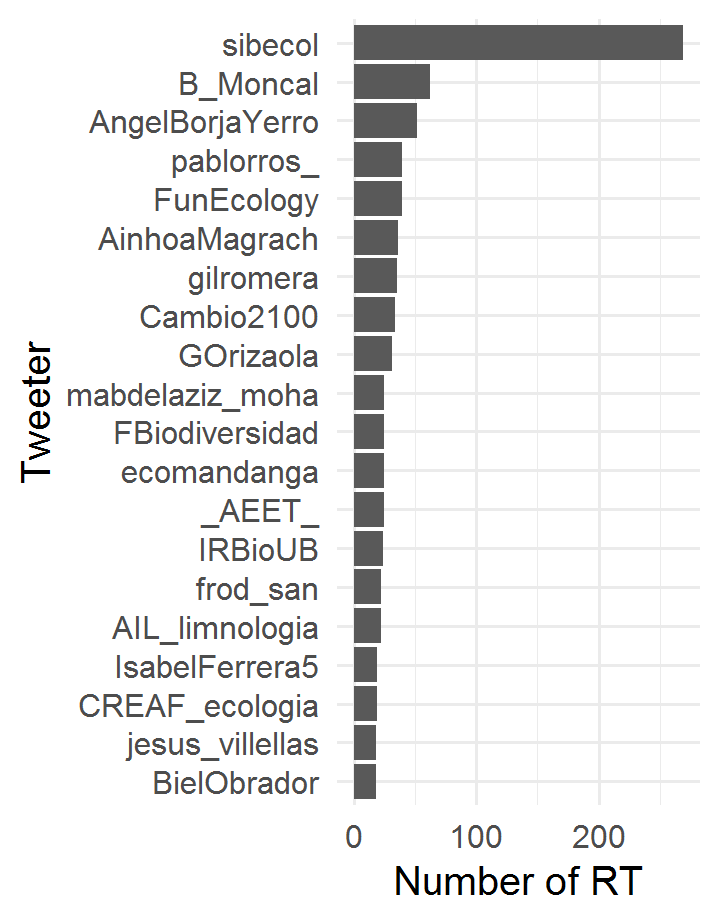 sibecol
B_Moncal
AngelBorjaYerro
pablorros_
FunEcology
AinhoaMagrach
gilromera
Cambio2100
GOrizaola
mabdelaziz_moha
FBiodiversidad
ecomandanga
_AEET_
IRBioUB
frod_san
AIL_limnologia
IsabelFerrera5
CREAF_ecologia
jesus_villellas
BielObrador
Tweeter
0 100 200
Number of RT